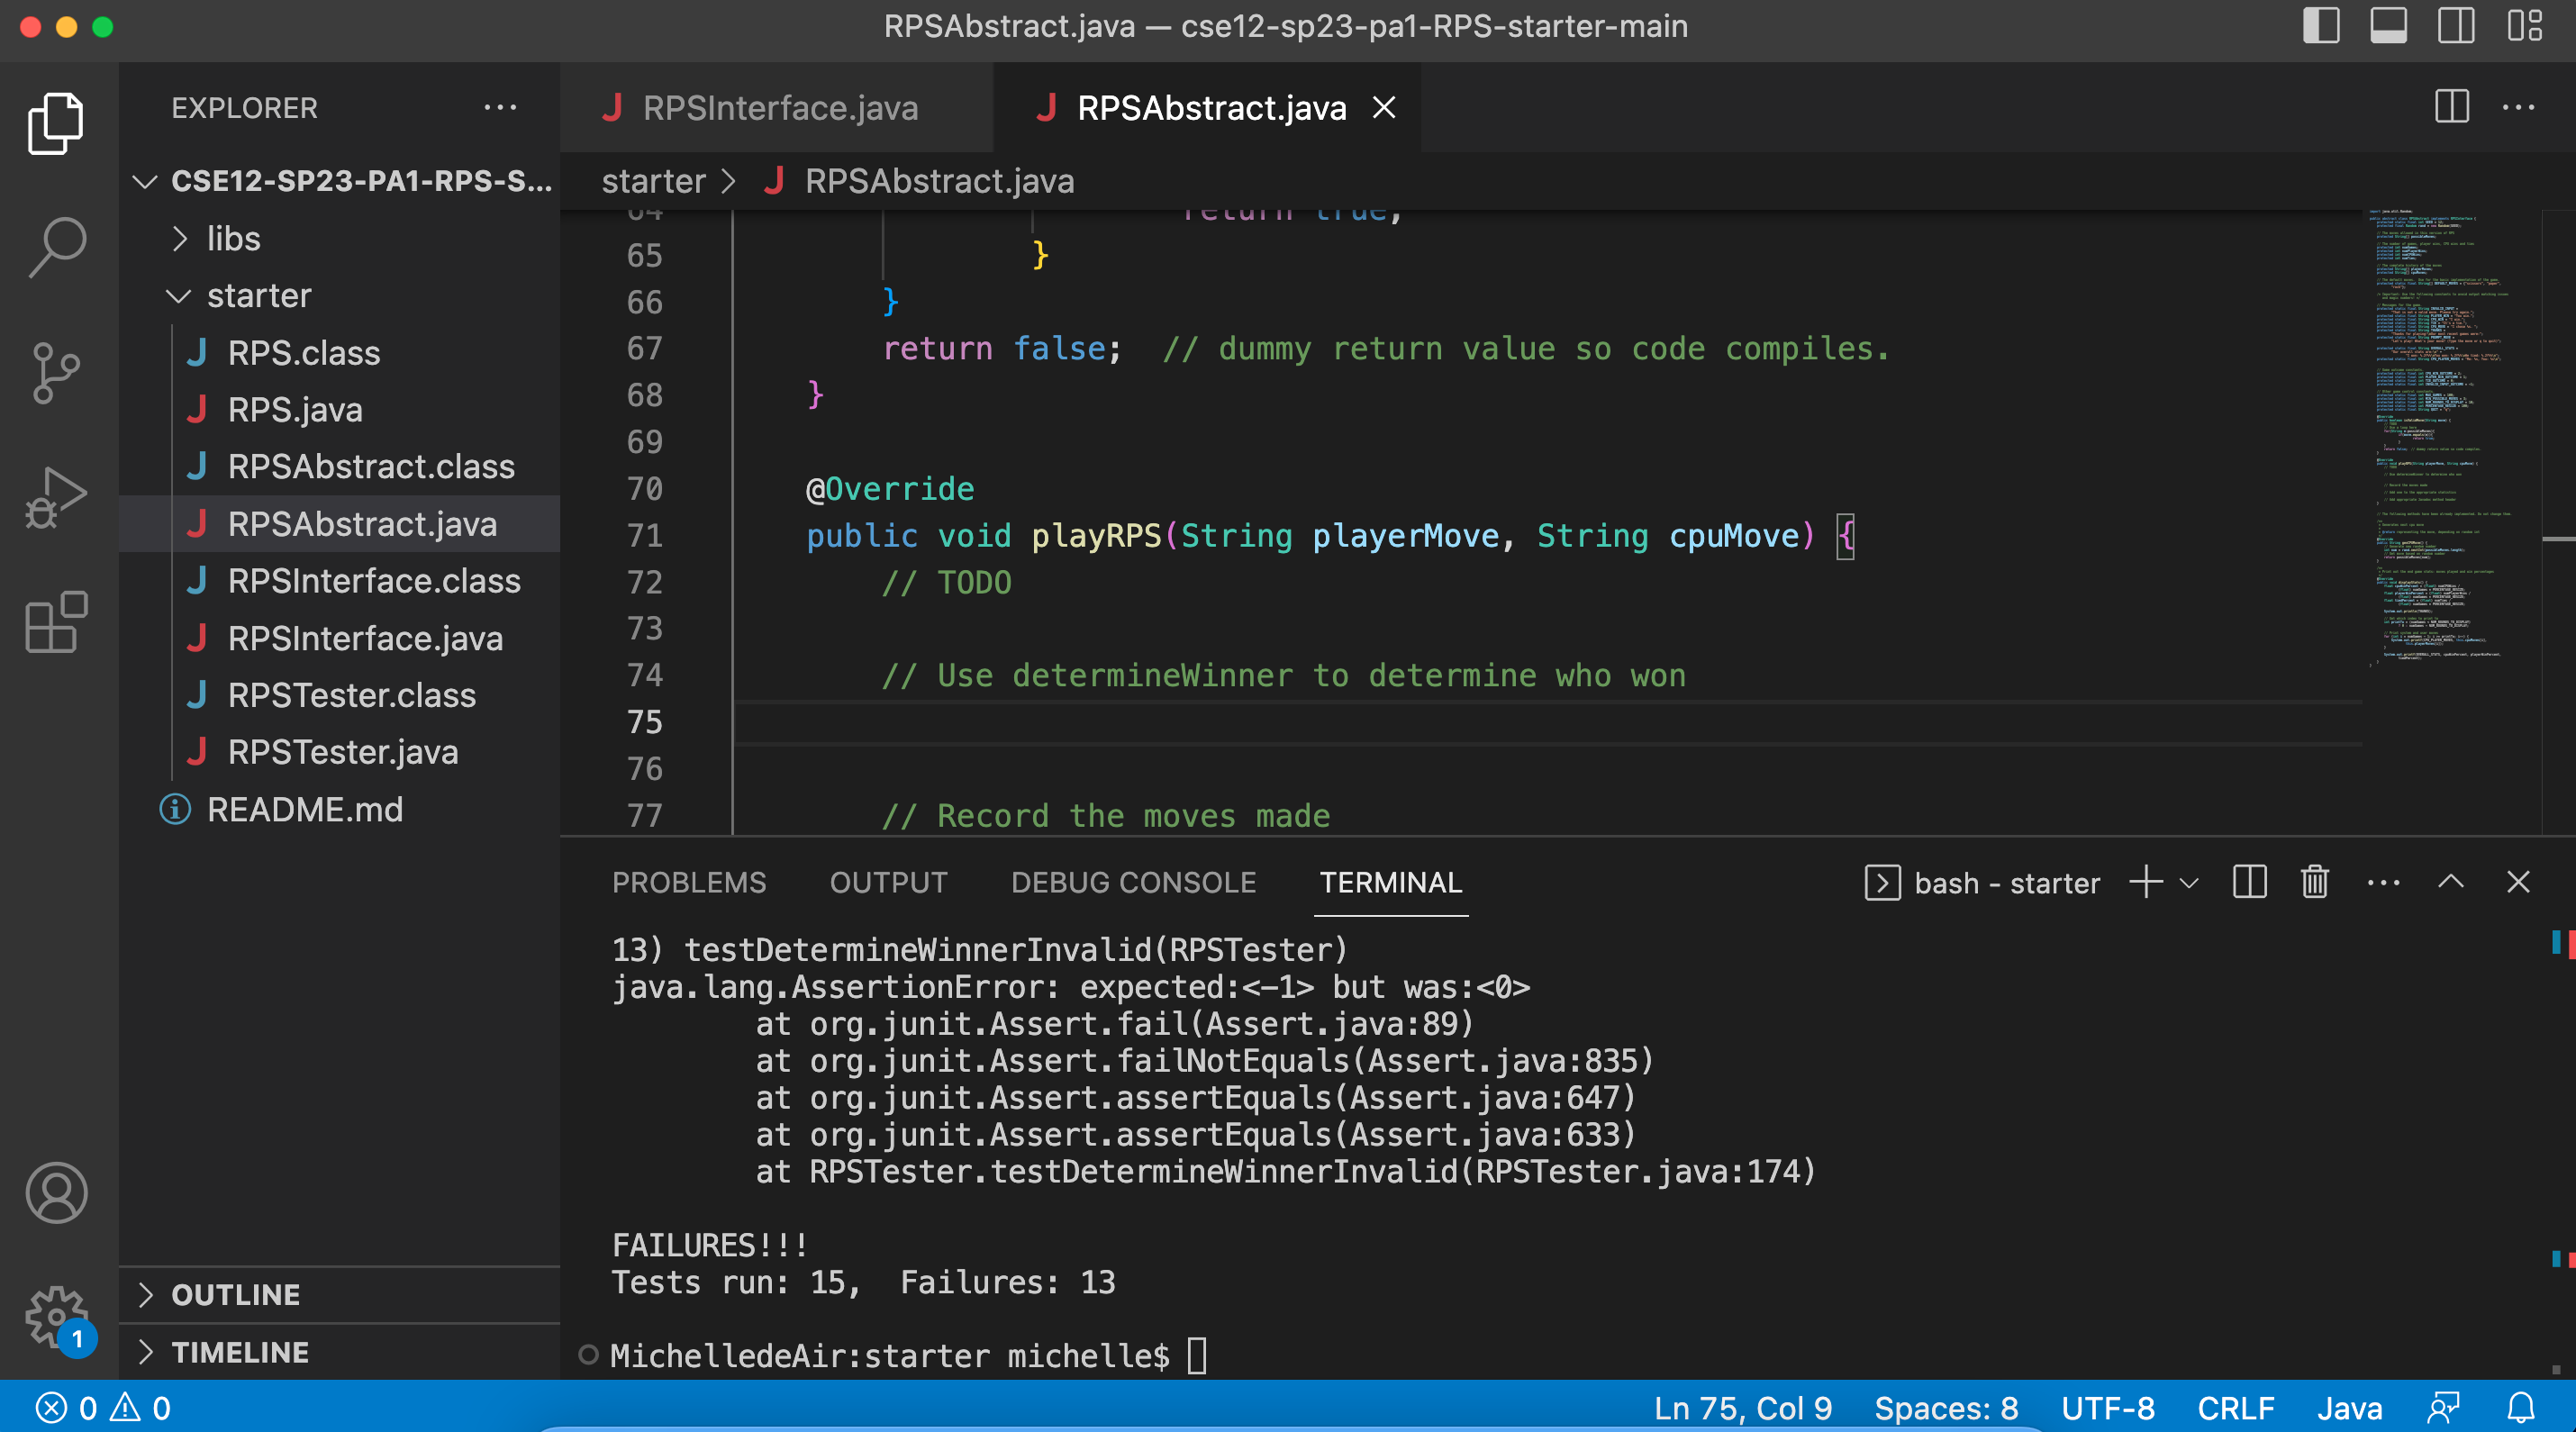 RPSAbstract.java — cse12-sp23-pa1-RPS-starter-main
EXPLORER
CSE12-SP23-PA1-RPS-S...
libs
starter
RPS.class
RPS.java
RPSAbstract.class
RPSAbstract.java
RPSInterface.class
RPSInterface.java
RPSTester.class
RPSTester.java
README.md
OUTLINE
TIMELINE
1
RPSInterface.java
RPSAbstract.java
starter > RPSAbstract.java
64 return true;
65 }
66 }
67 return false; // dummy return value so code compiles.
68 }
69
70 @Override
71 public void playRPS(String playerMove, String cpuMove) {
72 // TODO
73
74 // Use determineWinner to determine who won
75
76
77 // Record the moves made
PROBLEMS OUTPUT DEBUG CONSOLE TERMINAL
bash - starter
13) testDetermineWinnerInvalid(RPSTester)
java.lang.AssertionError: expected:<-1> but was:<0>
at org.junit.Assert.fail(Assert.java:89)
at org.junit.Assert.failNotEquals(Assert.java:835)
at org.junit.Assert.assertEquals(Assert.java:647)
at org.junit.Assert.assertEquals(Assert.java:633)
at RPSTester.testDetermineWinnerInvalid(RPSTester.java:174)
FAILURES!!!
Tests run: 15,  Failures: 13
MichelledeAir:starter michelle$
0 0
Ln 75, Col 9 Spaces: 8 UTF-8 CRLF Java